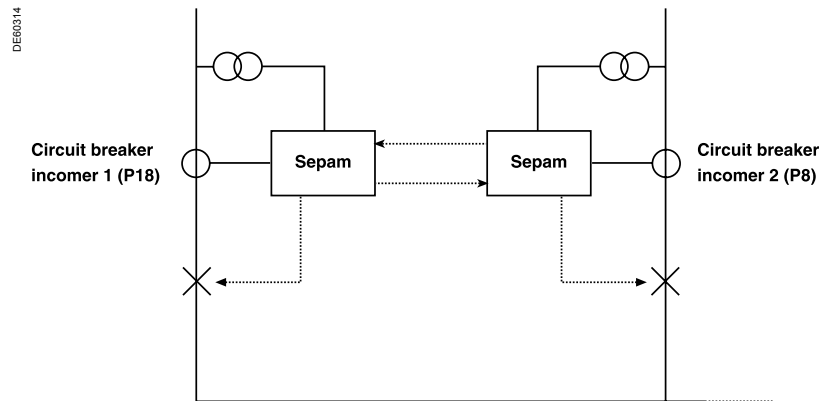 DE60314
Circuit breaker
incomer 1 (P18)
Sepam
Sepam
Circuit breaker
incomer 2 (P8)